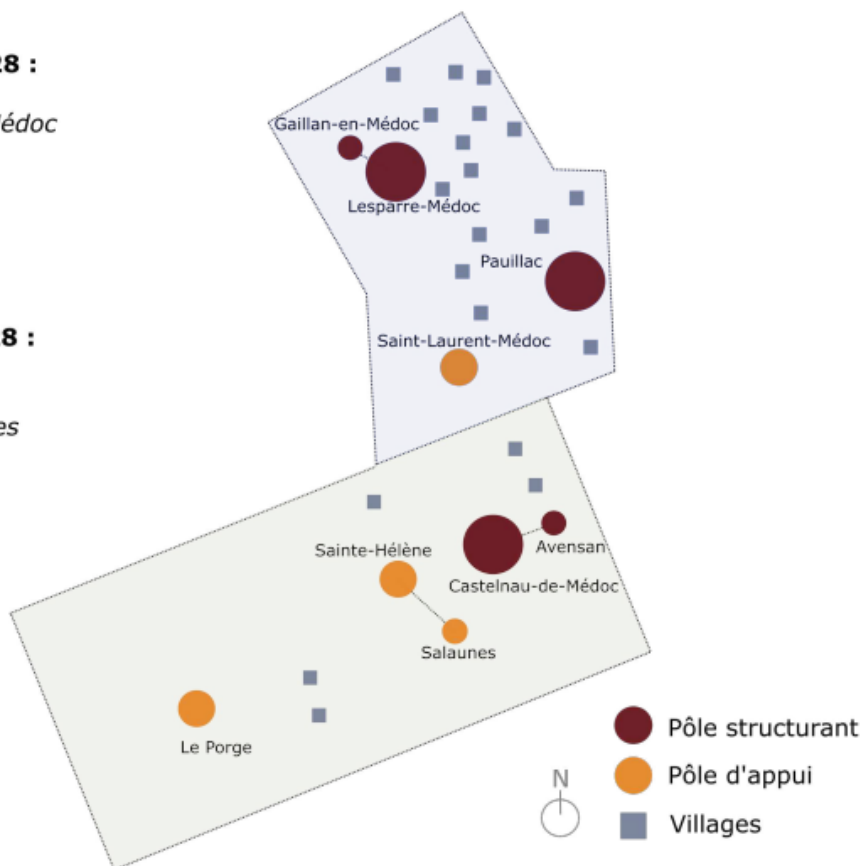 28 :
édoc
Gaillan-en-Médoc
Lesparre-Médoc
Pauillac
Saint-Laurent-Médoc
8 :
es
Sainte-Hélène
Avensan
Castelnau-de-Médoc
Salaunes
Le Porge
Pôle structurant
N
Pôle d'appui
Villages